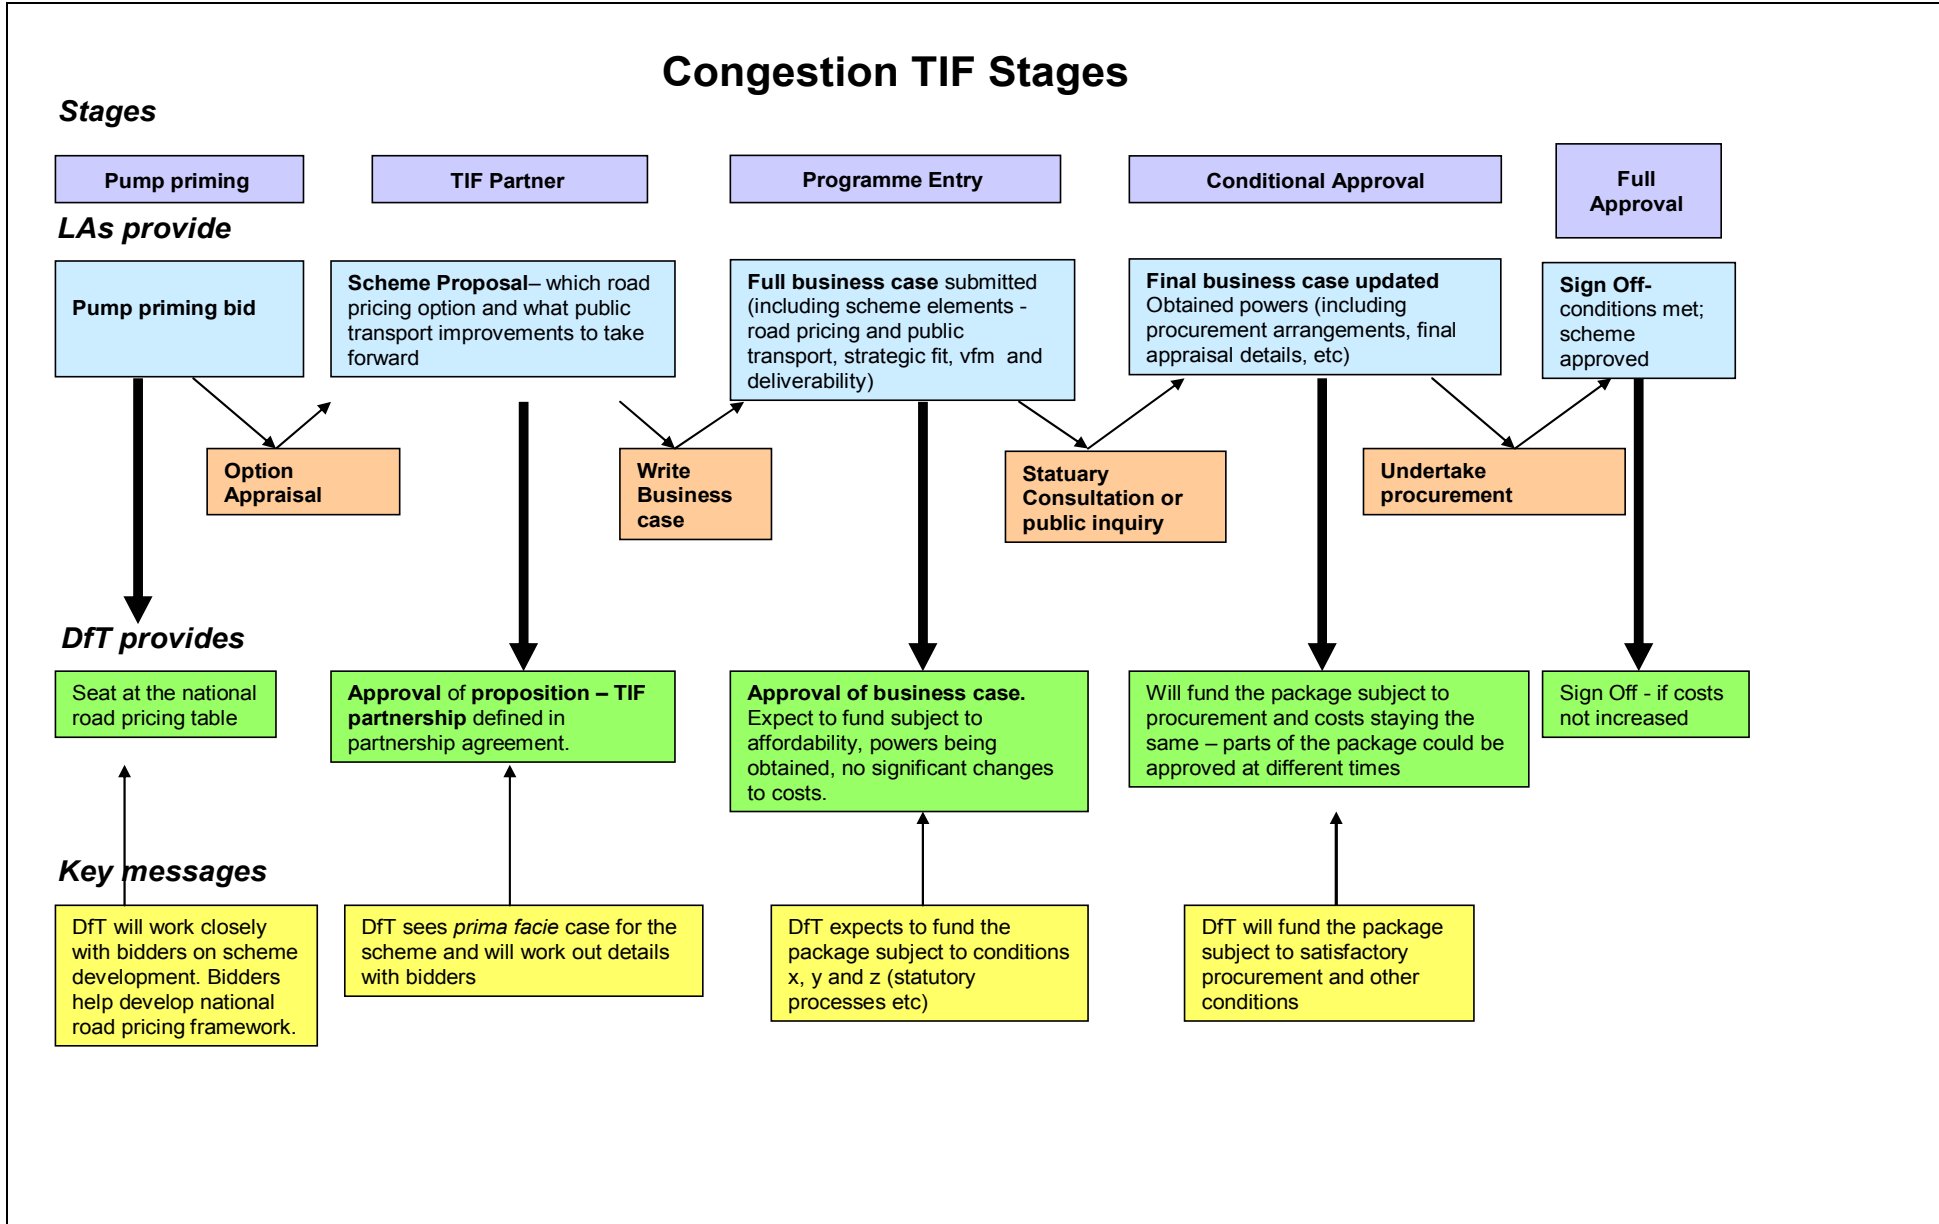 Congestion TIF Stages
Stages
Pump priming
TIF Partner
Programme Entry
Conditional Approval
Full
Approval
LAs provide
Pump priming bid
Scheme Proposal– which road
pricing option and what public
transport improvements to take
forward
Full business case submitted
(including scheme elements -
road pricing and public
transport, strategic fit, vfm and
deliverability)
Final business case updated
Obtained powers (including
procurement arrangements, final
appraisal details, etc)
Sign Off-
conditions met;
scheme
approved
Option
Appraisal
Write
Business
case
Statuary
Consultation or
public inquiry
Undertake
procurement
DfT provides
Seat at the national
road pricing table
Approval of proposition – TIF
partnership defined in
partnership agreement.
Approval of business case.
Expect to fund subject to
affordability, powers being
obtained, no significant changes
to costs.
Will fund the package subject to
procurement and costs staying the
same – parts of the package could be
approved at different times
Sign Off - if costs
not increased
Key messages
DfT will work closely
with bidders on scheme
development. Bidders
help develop national
road pricing framework.
DfT sees prima facie case for the
scheme and will work out details
with bidders
DfT expects to fund the
package subject to conditions
x, y and z (statutory
processes etc)
DfT will fund the package
subject to satisfactory
procurement and other
conditions